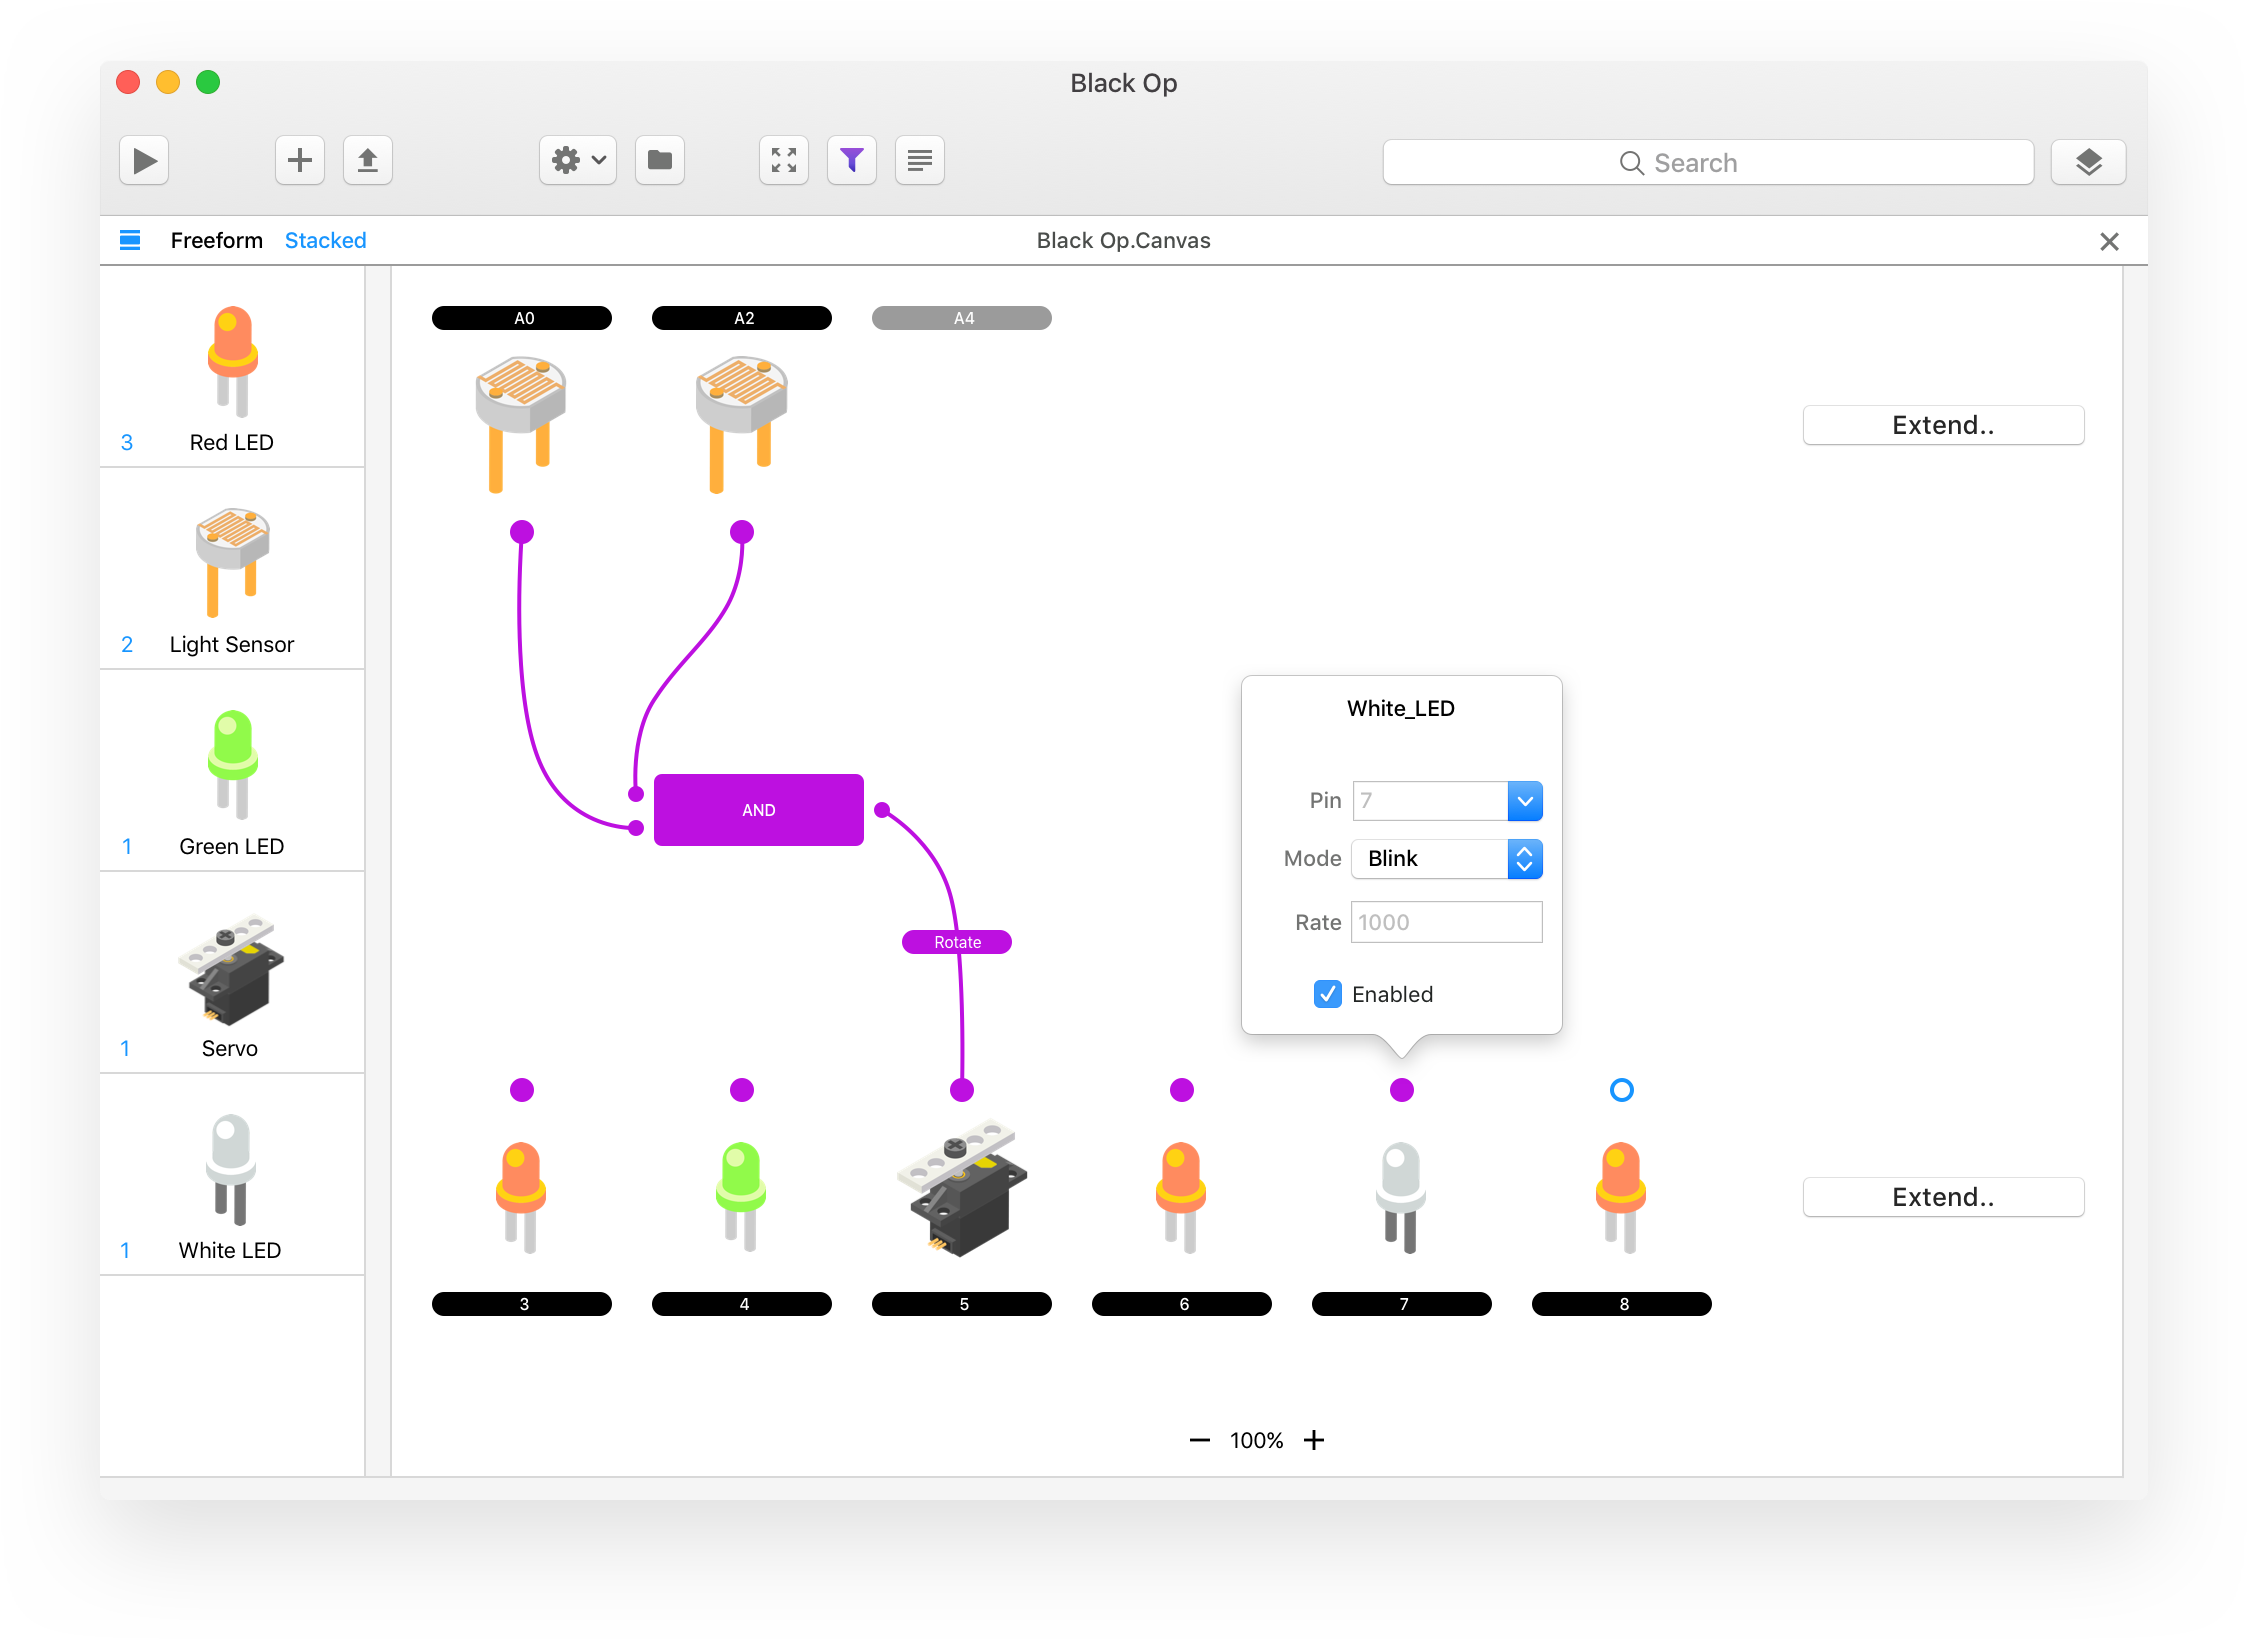 Black Op
Search
Freeform Stacked
Black Op.Canvas
A0 A2 A4
3 Red LED
Extend..
2 Light Sensor
White_LED
Pin 7
AND
1 Green LED
Mode Blink
Rate 1000
Rotate
Enabled
1 Servo
Extend..
1 White LED
3 4 5 6 7 8
100%